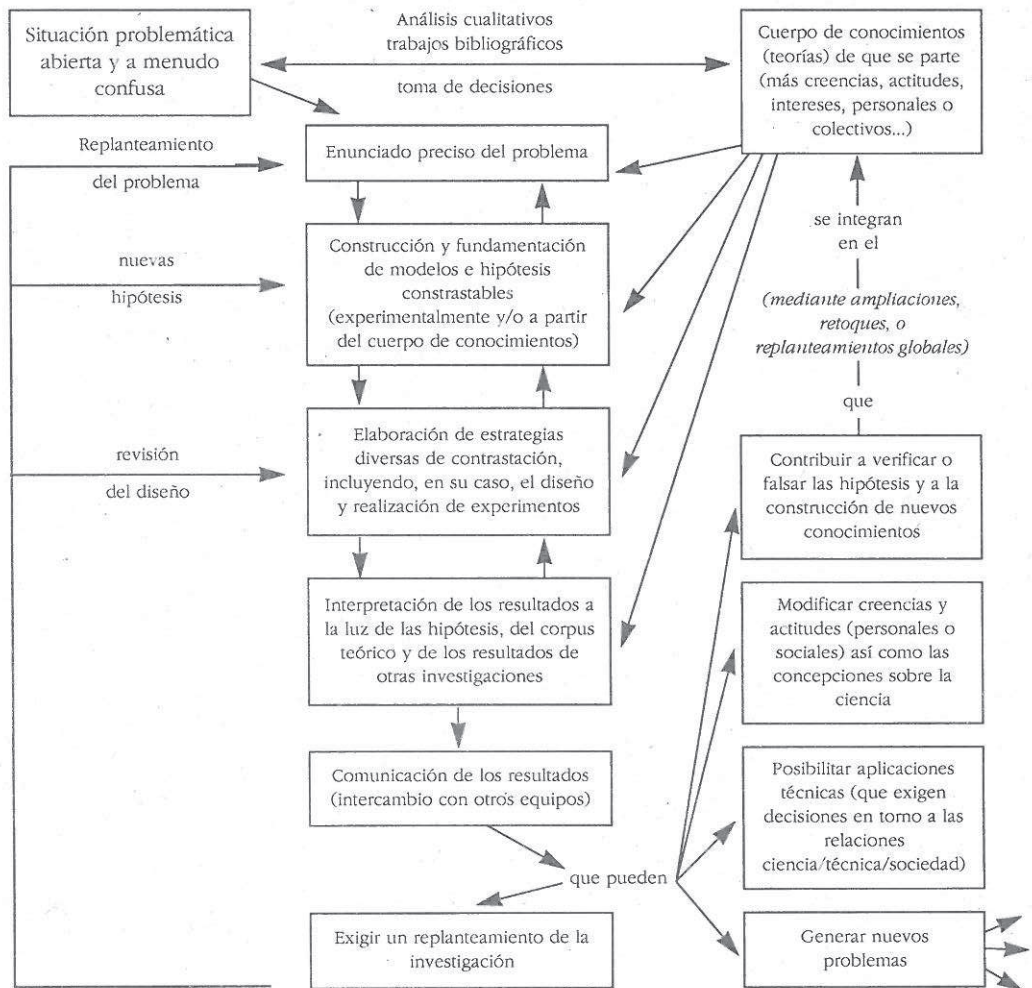 Situación problemática
abierta y a menudo
confusa
Análisis cualitativos
trabajos bibliográficos
toma de decisiones
Cuerpo de conocimientos
(teorías) de que se parte
(más creencias, actitudes,
intereses, personales o
colectivos...)
Replanteamiento
del problema
Enunciado preciso del problema
nuevas
hipótesis
Construcción y fundamentación
de modelos e hipótesis
constrastables
(experimentalmente y/o a partir
del cuerpo de conocimientos)
se integran
en el
(mediante ampliaciones,
retoques, o
replanteamientos globales)
que
revisión
del diseño
Elaboración de estrategias
diversas de contrastación,
incluyendo, en su caso, el diseño
y realización de experimentos
Contribuir a verificar o
falsar las hipótesis y a la
construcción de nuevos
conocimientos
Interpretación de los resultados a
la luz de las hipótesis, del corpus
teórico y de los resultados de
otras investigaciones
Modificar creencias y
actitudes (personales o
sociales) así como las
concepciones sobre la
ciencia
Comunicación de los resultados
(intercambio con otros equipos)
Posibilitar aplicaciones
técnicas (que exigen
decisiones en torno a las
relaciones
ciencia/técnica/sociedad)
que pueden
Exigir un replanteamiento de la
investigación
Generar nuevos
problemas